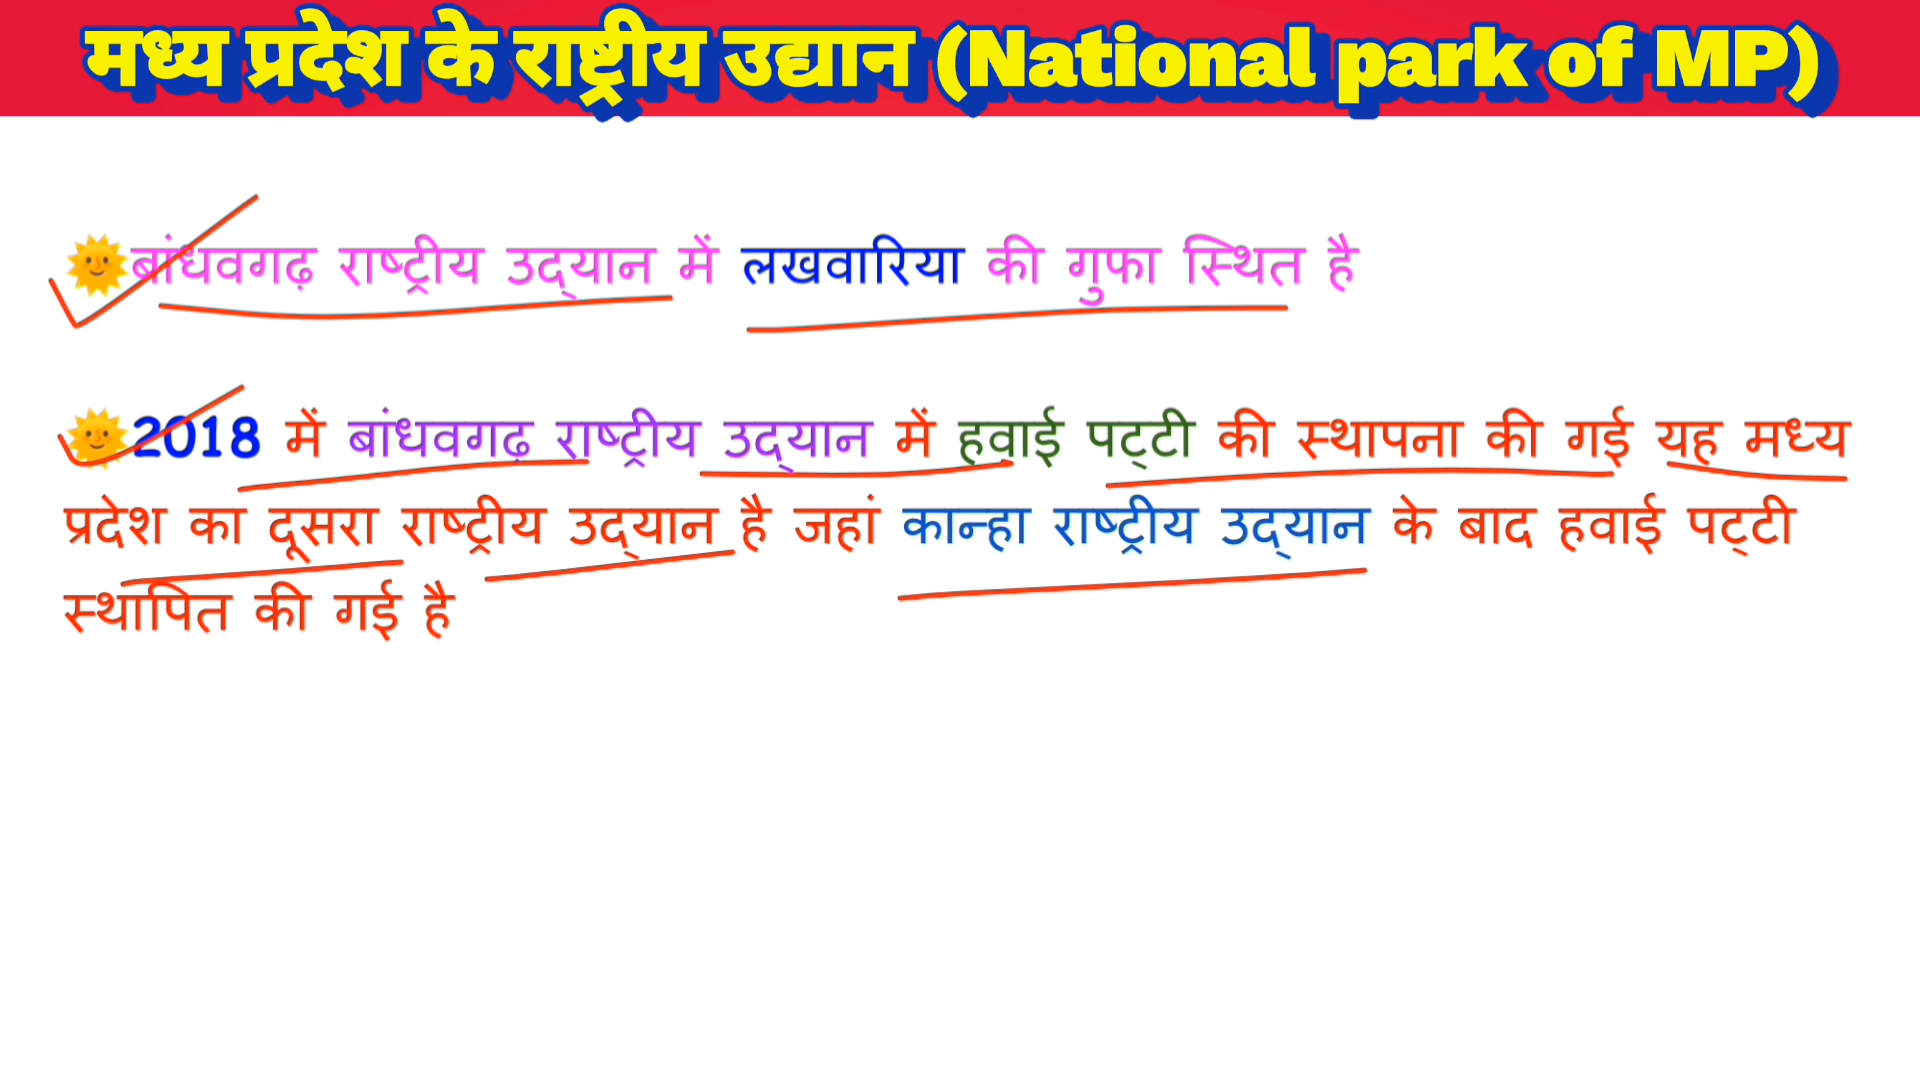 मध्य प्रदेश के राष्ट्रीय उद्यान (National park of MP)
🌞बांधवगढ़ राष्ट्रीय उद्यान में लखवारिया की गुफा स्थित है
🌞2018 में बांधवगढ़ राष्ट्रीय उद्यान में हवाई पट्टी की स्थापना की गई यह मध्य
प्रदेश का दूसरा राष्ट्रीय उद्यान है जहां कान्हा राष्ट्रीय उद्यान के बाद हवाई पट्टी
स्थापित की गई है